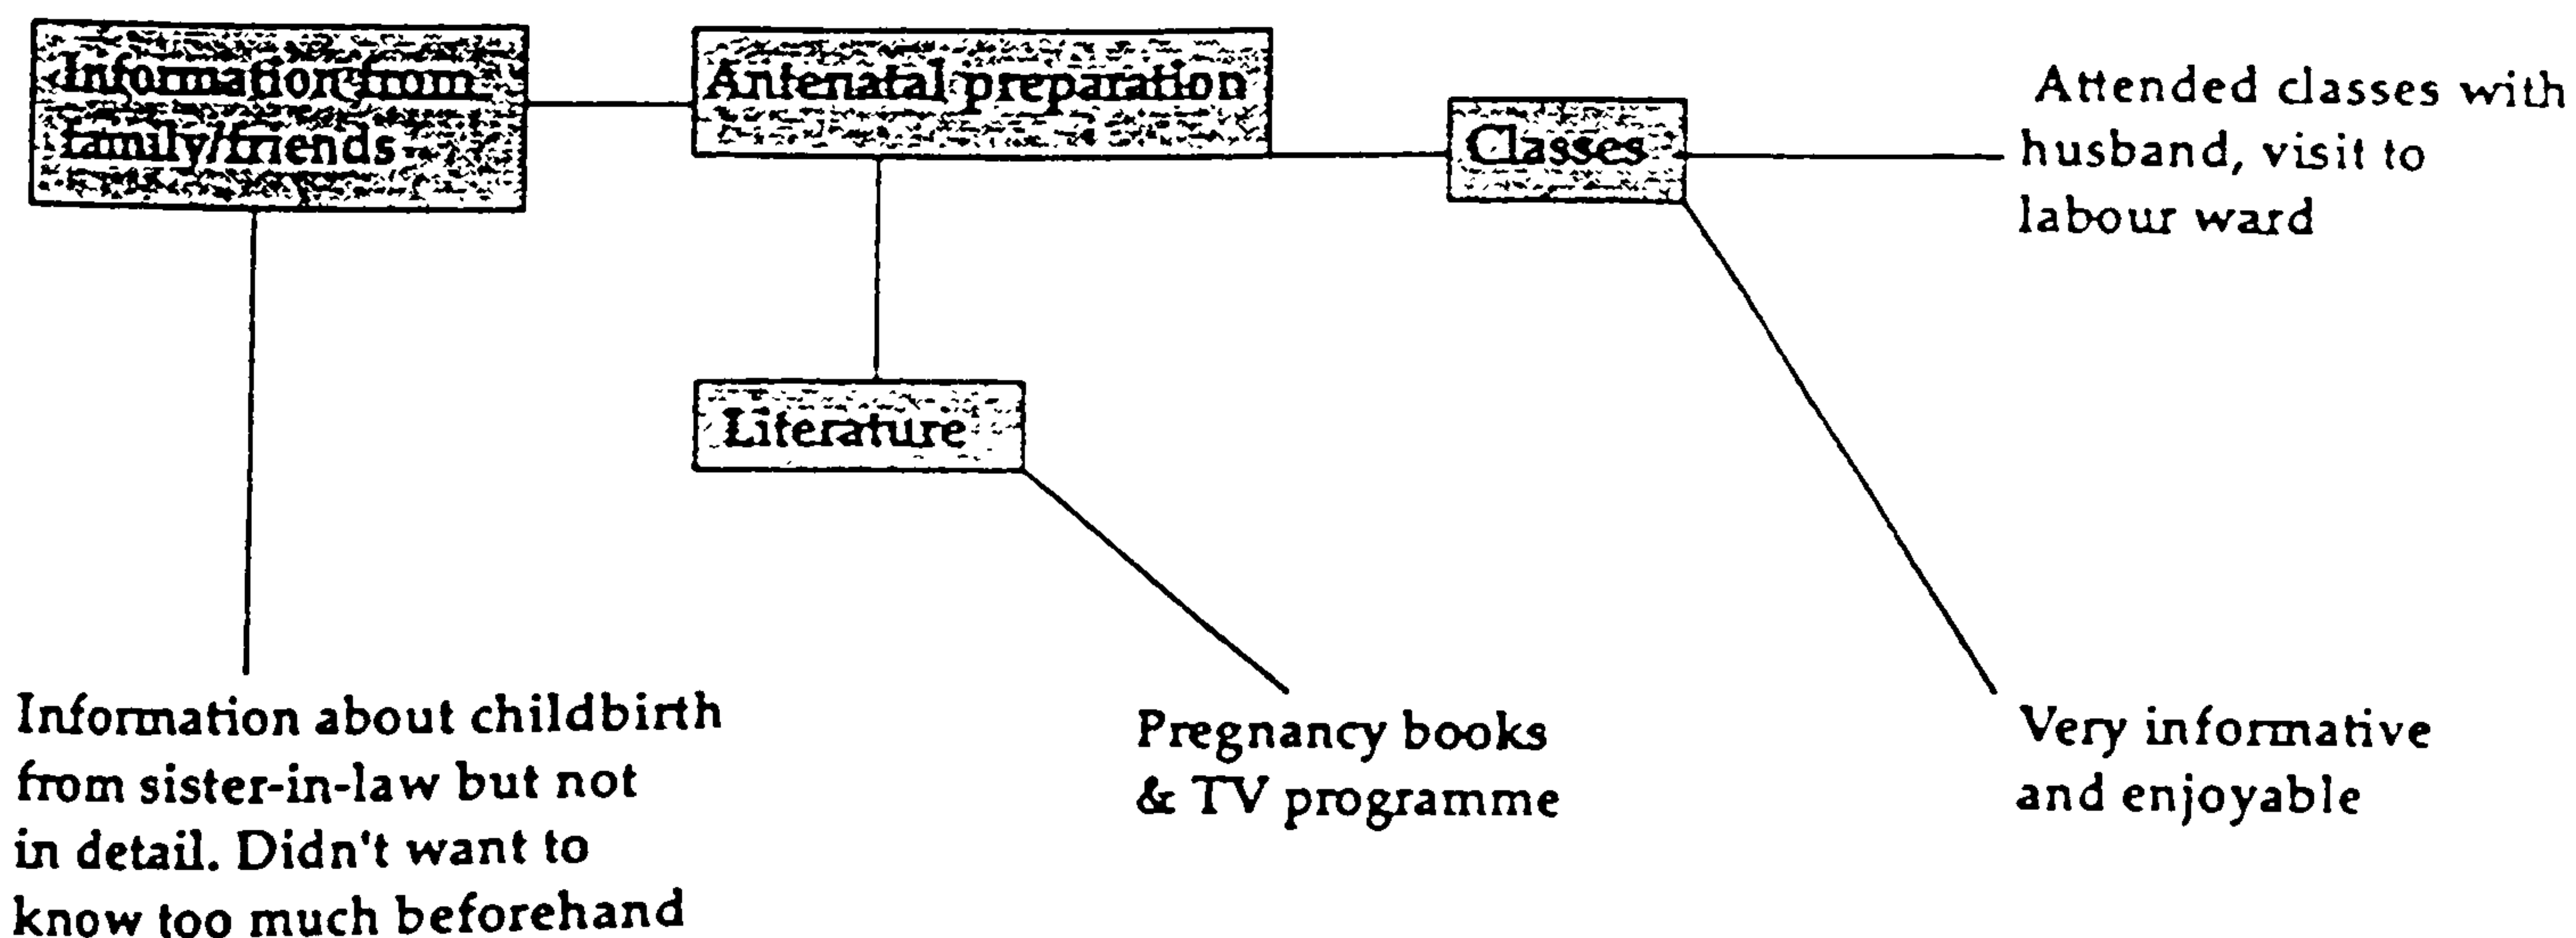 Information from
family/friends
Antenatal preparation
Classes
Attended classes with
husband, visit to
labour ward
Literature
Information about childbirth
from sister-in-law but not
in detail. Didn't want to
know too much beforehand
Pregnancy books
& TV programme
Very informative
and enjoyable